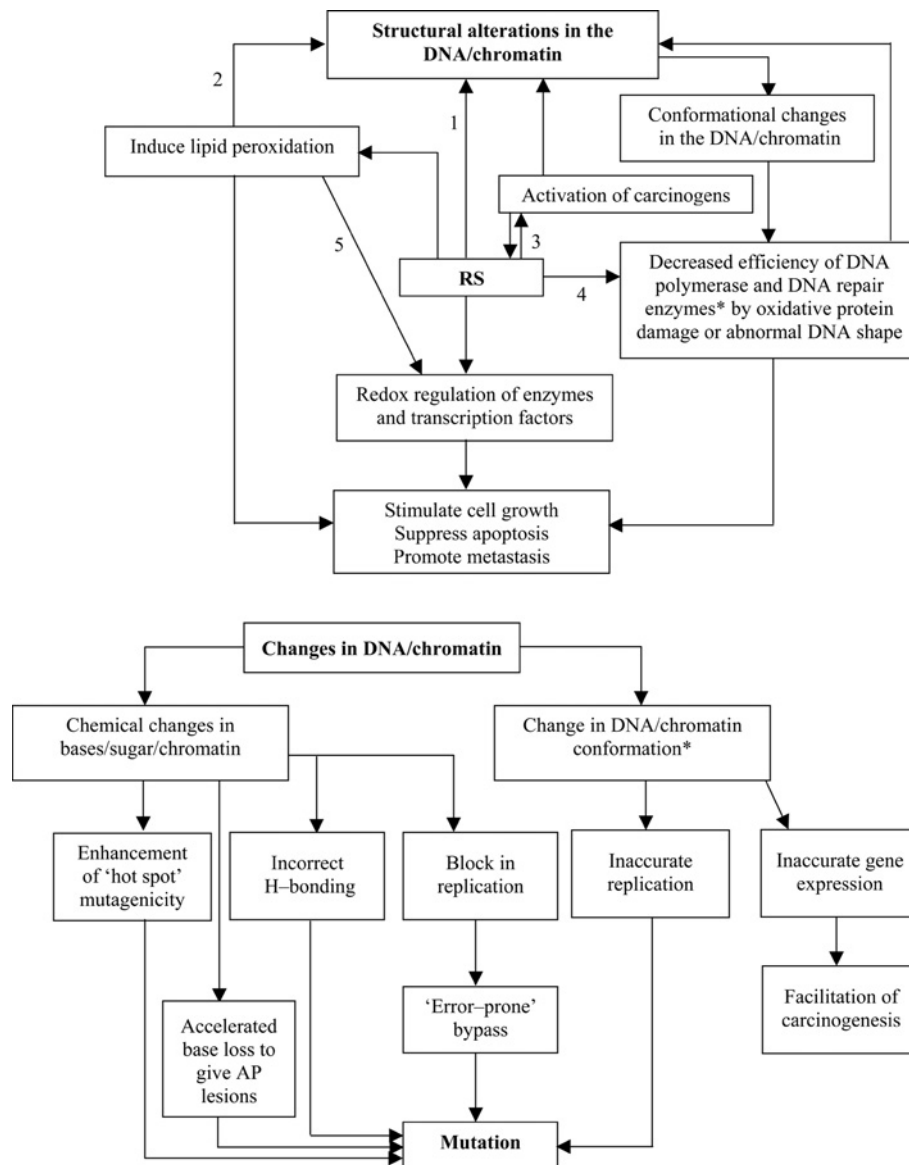 Structural alterations in the
DNA/chromatin
2
1
Conformational changes
in the DNA/chromatin
Induce lipid peroxidation
Activation of carcinogens
5
3
RS
4
Decreased efficiency of DNA
polymerase and DNA repair
enzymes* by oxidative protein
damage or abnormal DNA shape
Redox regulation of enzymes
and transcription factors
Stimulate cell growth
Suppress apoptosis
Promote metastasis
Changes in DNA/chromatin
Chemical changes in
bases/sugar/chromatin
Change in DNA/chromatin
conformation*
Enhancement
of ‘hot spot’
mutagenicity
Incorrect
H–bonding
Block in
replication
Inaccurate
replication
Inaccurate gene
expression
Accelerated
base loss to
give AP
lesions
‘Error–prone’
bypass
Facilitation of
carcinogenesis
Mutation